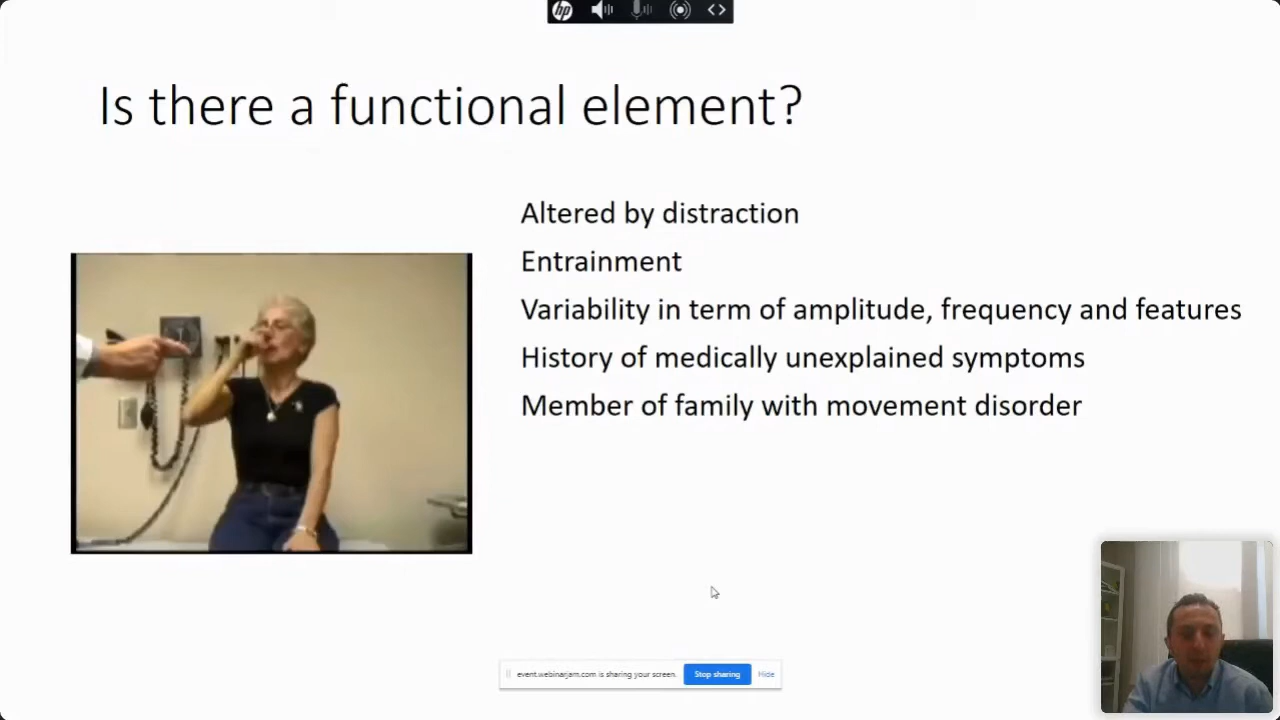 hp
Is there a functional element?
Altered by distraction
Entrainment
Variability in term of amplitude, frequency and features
History of medically unexplained symptoms
Member of family with movement disorder
event.webinarjam.com is sharing your screen.
Stop sharing
Hide